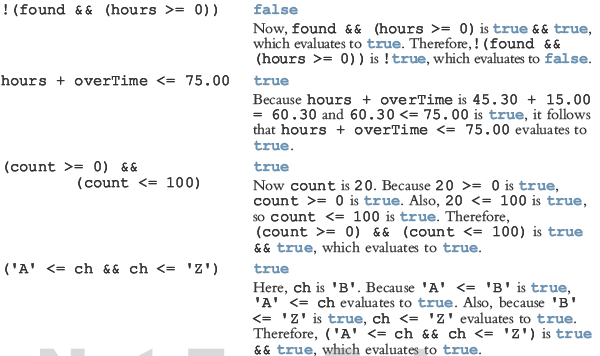 !(found && (hours >= 0)) false
Now, found && (hours >= 0) is true && true,
which evaluates to true. Therefore, !(found &&
(hours >= 0)) is !true, which evaluates to false.
hours + overTime <= 75.00 true
Because hours + overTime is 45.30 + 15.00
= 60.30 and 60.30 <= 75.00 is true, it follows
that hours + overTime <= 75.00 evaluates to
true.
(count >= 0) && true
(count <= 100)
Now count is 20. Because 20 >= 0 is true,
count >= 0 is true. Also, 20 <= 100 is true,
so count <= 100 is true. Therefore,
(count >= 0) && (count <= 100) is true
&& true, which evaluates to true.
('A' <= ch && ch <= 'Z') true
Here, ch is 'B'. Because 'A' <= 'B' is true,
'A' <= ch evaluates to true. Also, because 'B'
<= 'Z' is true, ch <= 'Z' evaluates to true.
Therefore, ('A' <= ch && ch <= 'Z') is true
&& true, which evaluates to true.